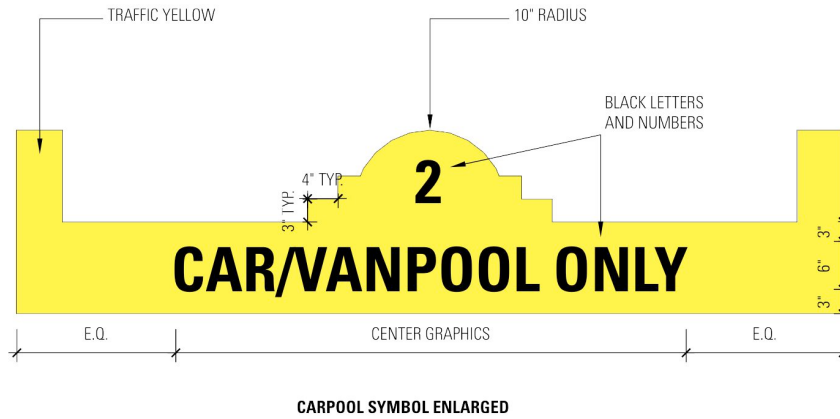 TRAFFIC YELLOW
10" RADIUS
BLACK LETTERS
AND NUMBERS
4" TYP.
3" TYP.
2
CAR/VANPOOL ONLY
3"
6"
3"
E.Q.
CENTER GRAPHICS
E.Q.
CARPOOL SYMBOL ENLARGED